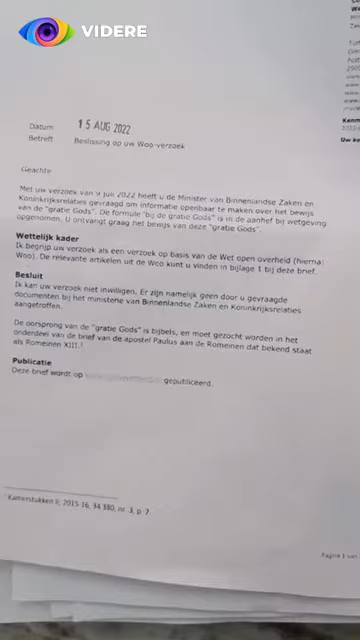 VIDERE
Datum 15 AUG 2022
Betreft Beslissing op uw Woo-verzoek
Geachte
Met uw verzoek van 9 juli 2022 heeft u de Minister van Binnenlandse Zaken en
Koninkrijksrelaties gevraagd om informatie openbaar te maken over het bewijs
van de "gratie Gods". De formule "bij de gratie Gods" is in de aanhef bij wetgeving
opgenomen. U ontvangt graag het bewijs van deze "gratie Gods".
Wettelijk kader
Ik begrijp uw verzoek als een verzoek op basis van de Wet open overheid (hierna:
Woo). De relevante artikelen uit de Woo kunt u vinden in bijlage 1 bij deze brief.
Besluit
Ik kan uw verzoek niet inwilligen. Er zijn namelijk geen door u gevraagde
documenten bij het ministerie van Binnenlandse Zaken en Koninkrijksrelaties
aangetroffen.
De oorsprong van de "gratie Gods" is bijbels, en moet gezocht worden in het
onderdeel van de brief van de apostel Paulus aan de Romeinen dat bekend staat
als Romeinen XIII.¹
Publicatie
Deze brief wordt op gepubliceerd.
¹ Kamerstukken II, 2015-16, 34 380, nr. 3, p. 7.
Pagina 1 van
Kenm
Uw ke